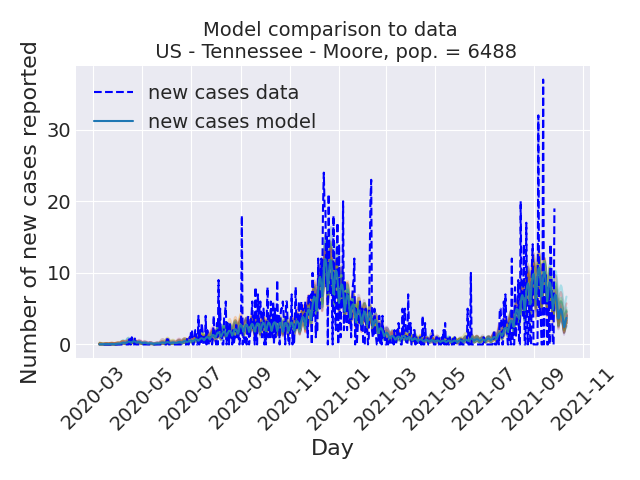 Model comparison to data
US - Tennessee - Moore, pop. = 6488
Number of new cases reported
new cases data
new cases model
30
20
10
0
2020-03
2020-05
2020-07
2020-09
2020-11
2021-01
2021-03
2021-05
2021-07
2021-09
2021-11
Day